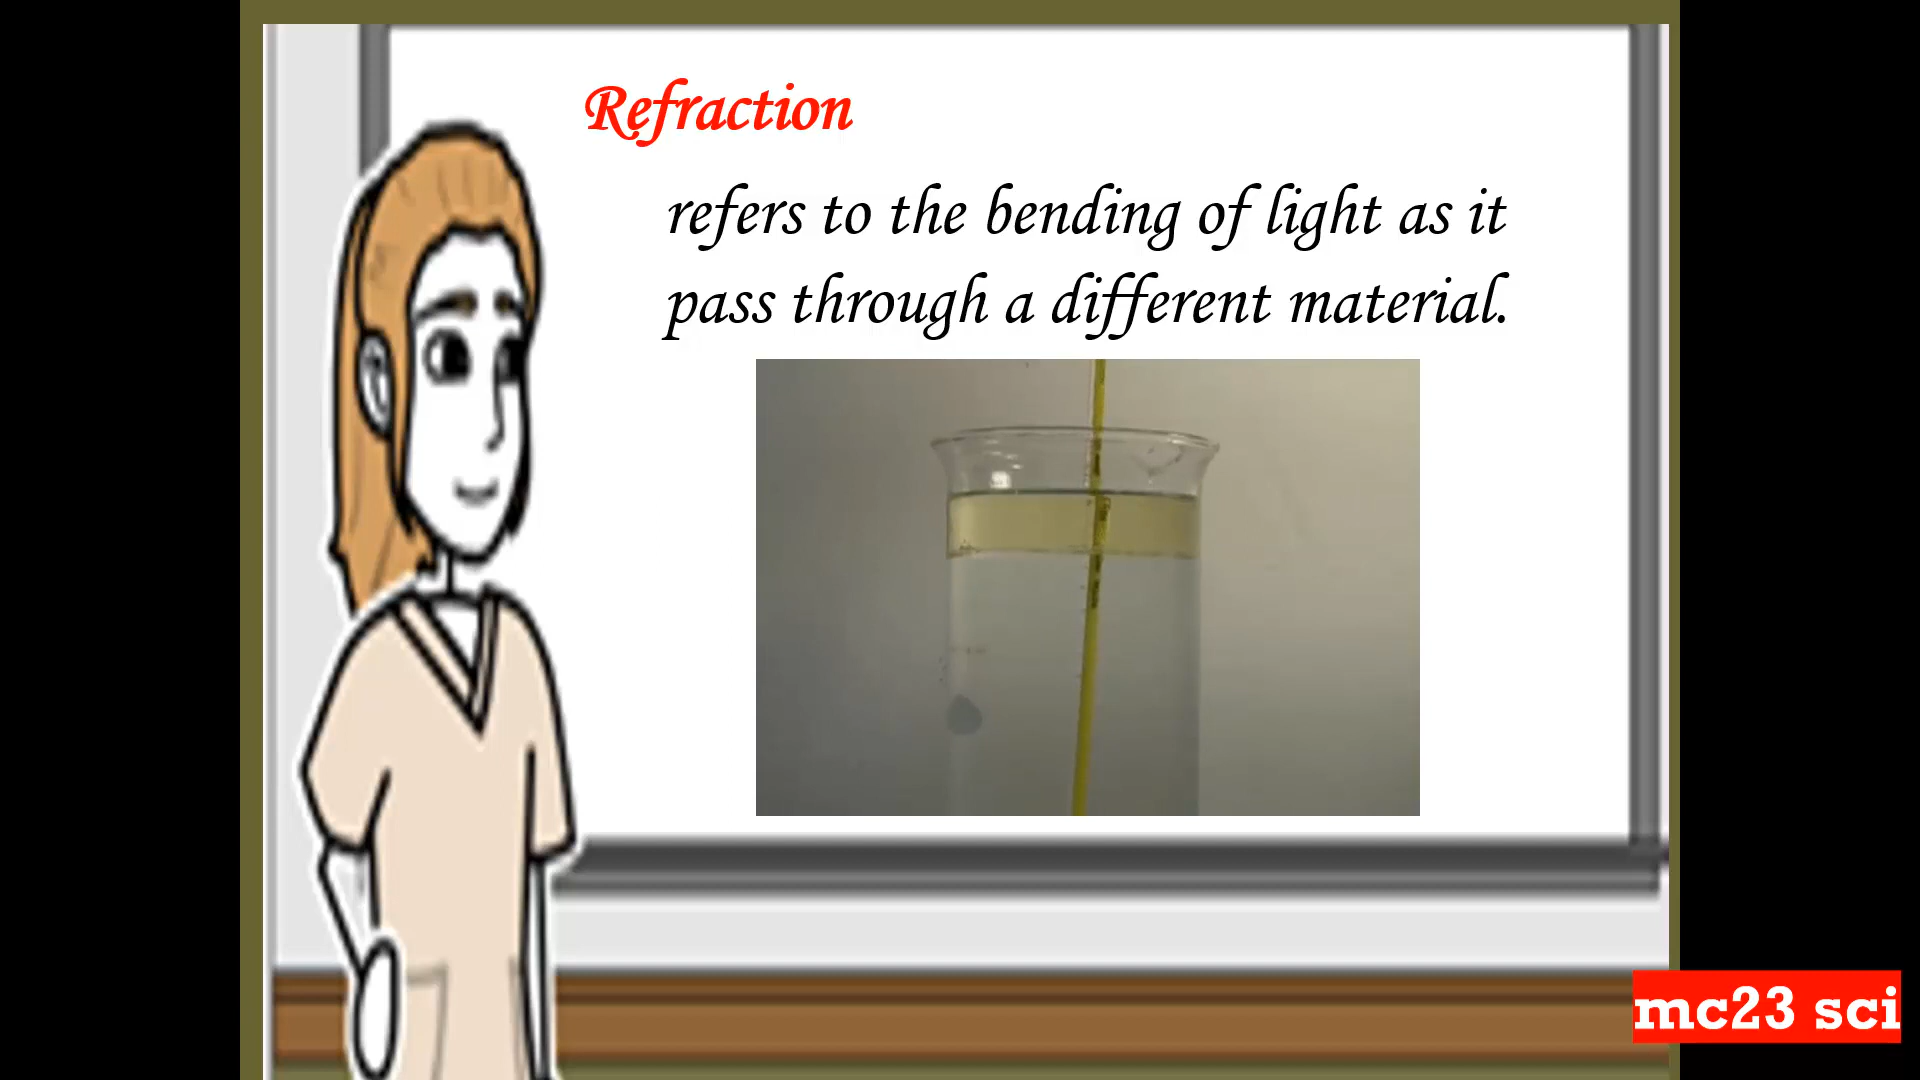 Refraction
refers to the bending of light as it
pass through a different material.
mc23 sci